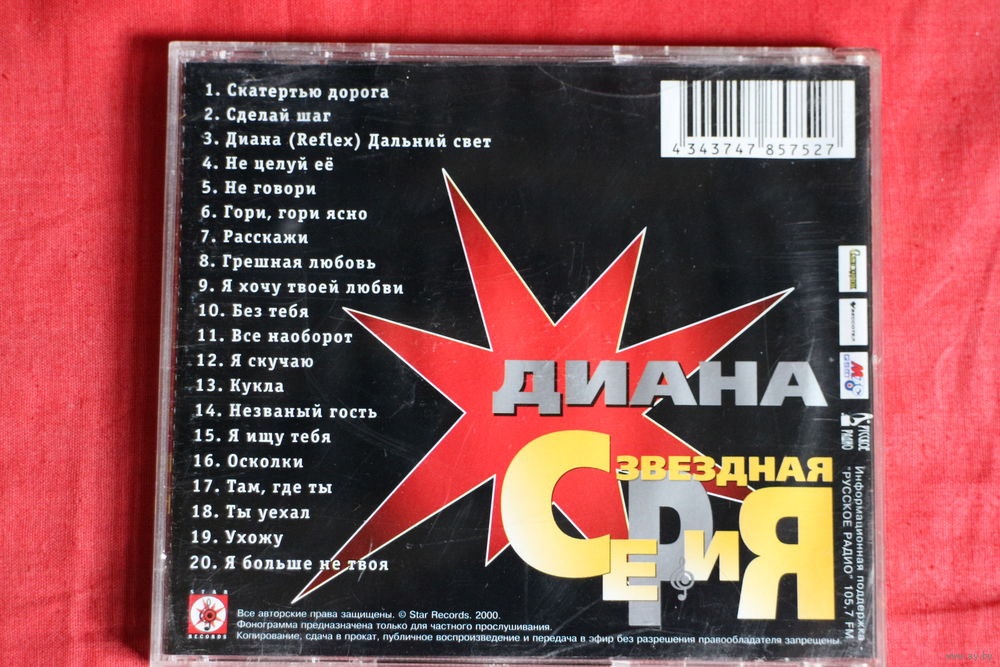 1. Скатертью дорога
2. Сделай шаг
3. Диана (Reflex) Дальний свет
4. Не целуй её
5. Не говори
6. Гори, гори ясно
7. Расскажи
8. Грешная любовь
9. Я хочу твоей любви
10. Без тебя
11. Все наоборот
12. Я скучаю
13. Кукла
14. Незваный гость
15. Я ищу тебя
16. Осколки
17. Там, где ты
18. Ты уехал
19. Ухожу
20. Я больше не твоя
4 343747 857527
ДИАНА
ЗВЕЗДНАЯ
СЕРИЯ
РУССКОЕ
РАДИО
Информационная поддержка
"РУССКОЕ РАДИО" 105,7 FM
STAR
RECORDS
Все авторские права защищены. © Star Records. 2000.
Фонограмма предназначена только для частного прослушивания.
Копирование, сдача в прокат, публичное воспроизведение и передача в эфир без разрешения правообладателя запрещены.